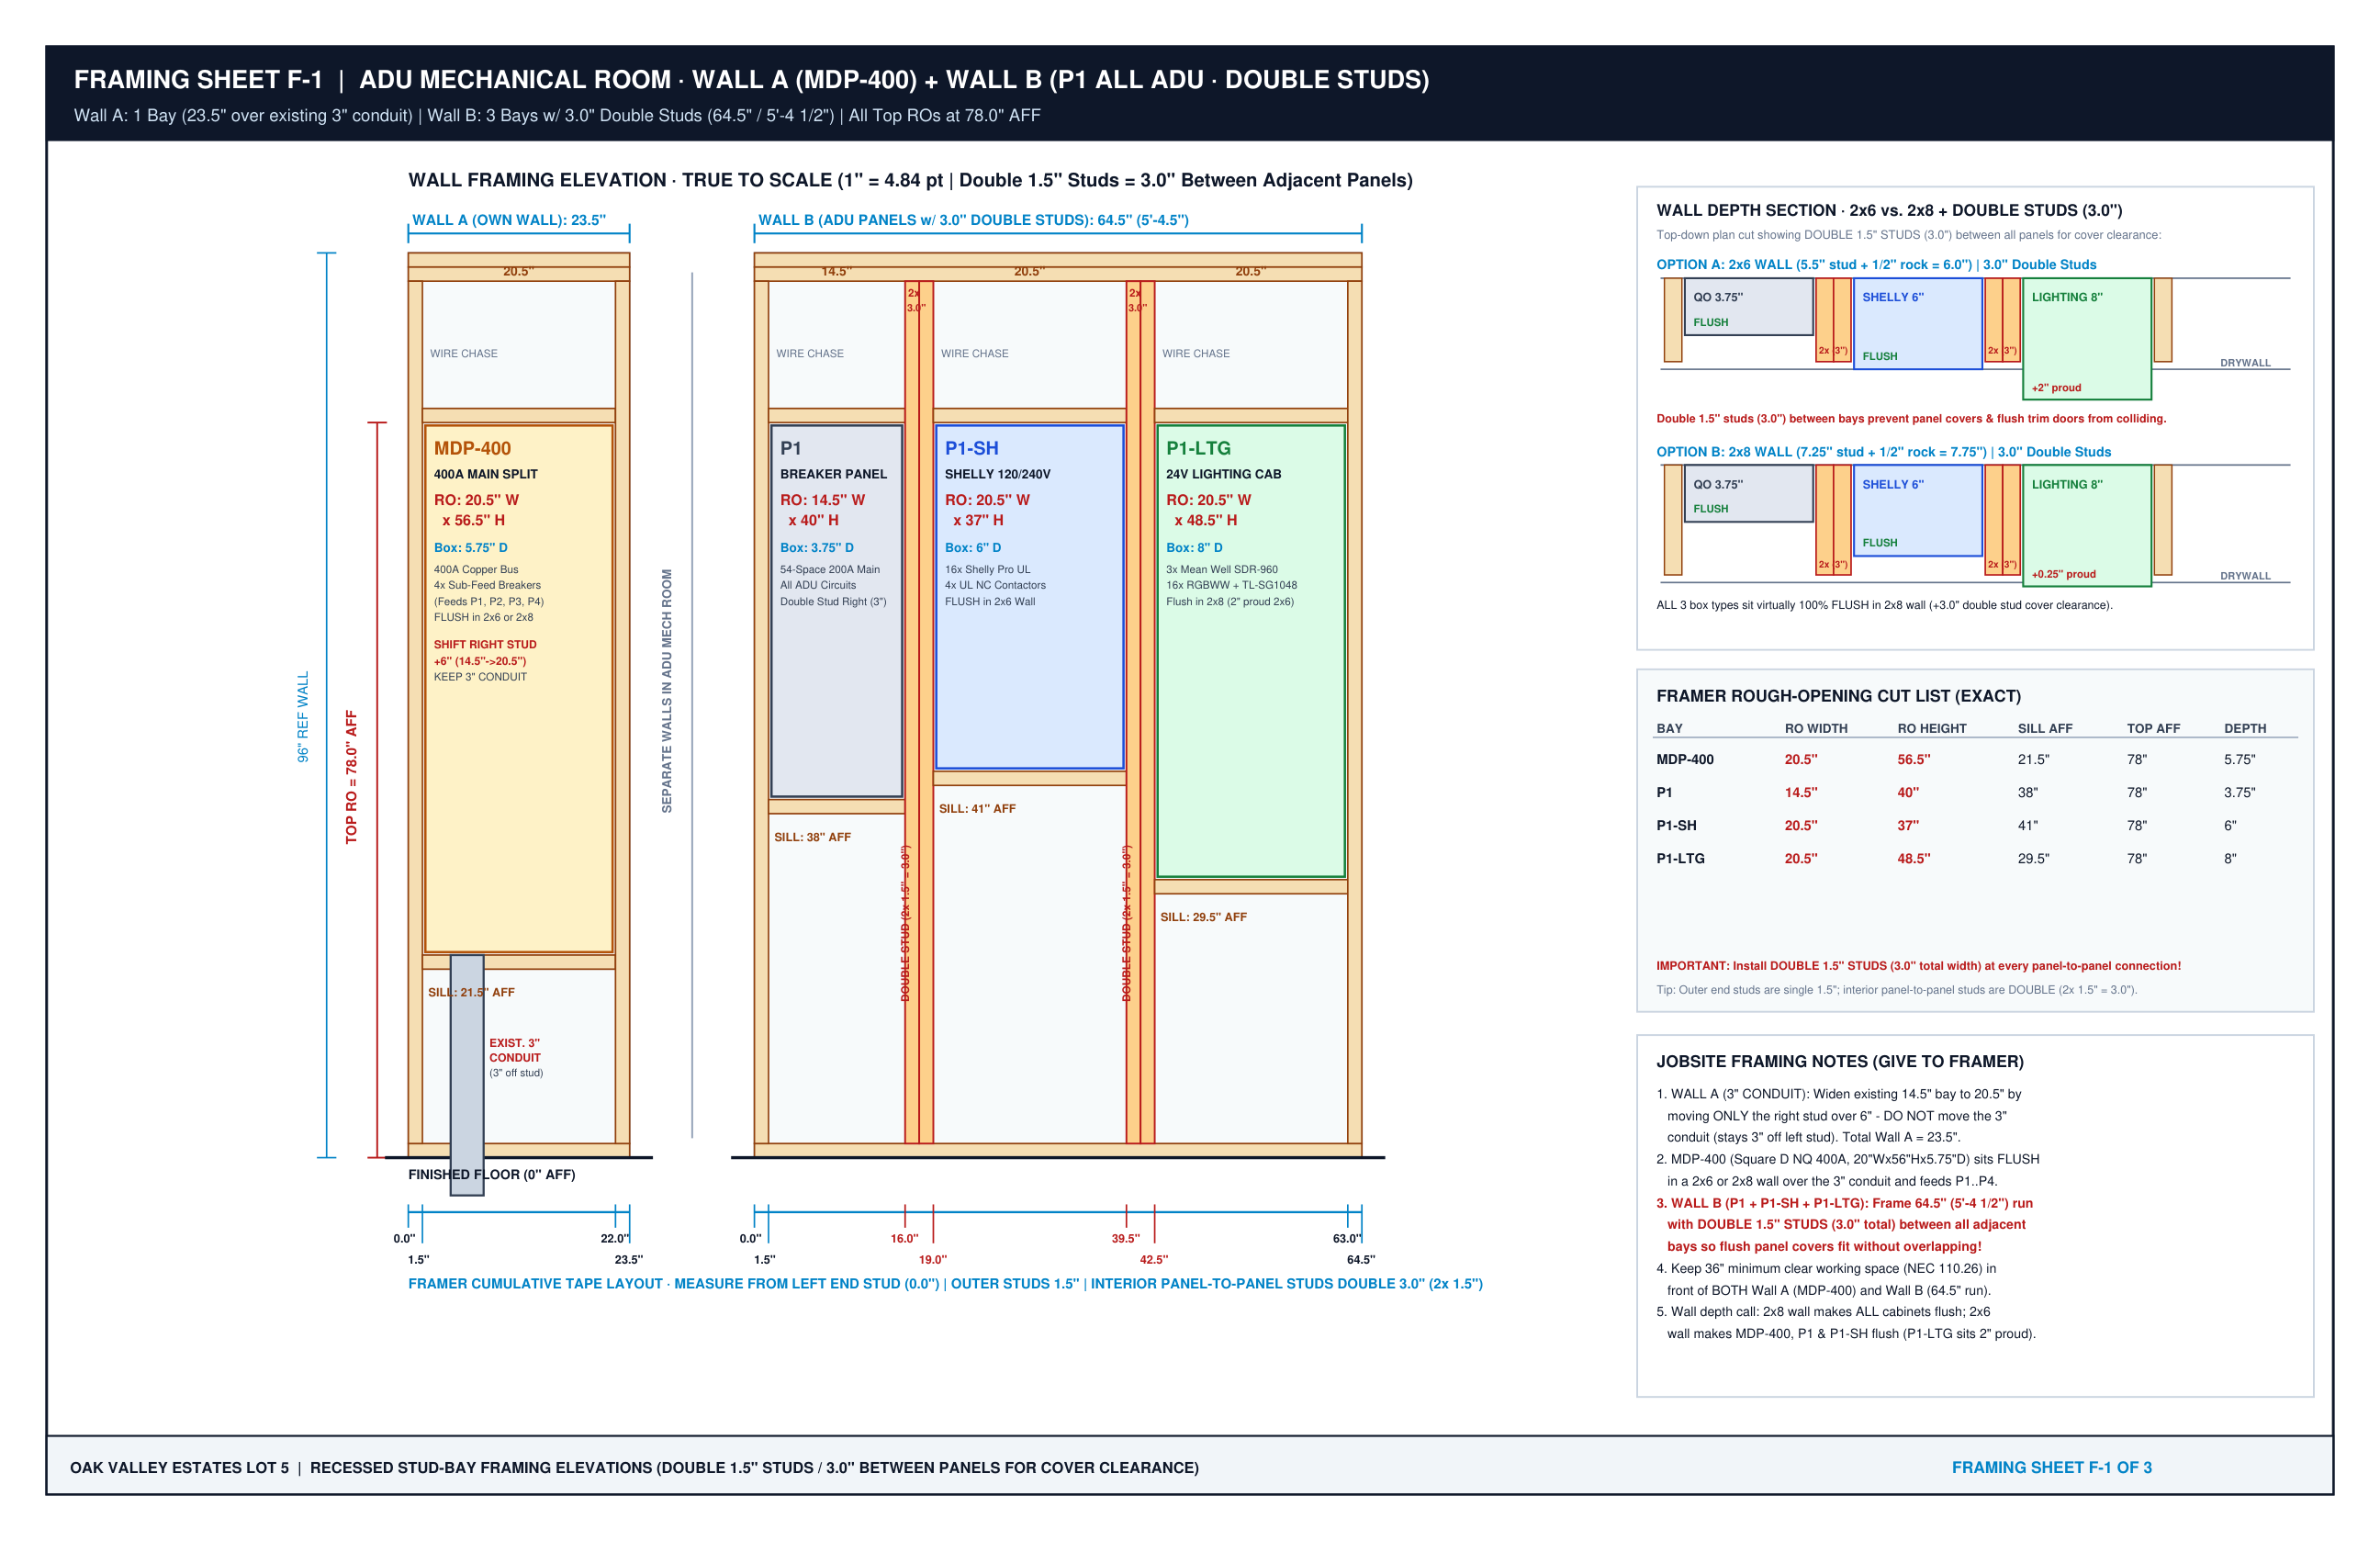 FRAMING SHEET F-1 | ADU MECHANICAL ROOM · WALL A (MDP-400) + WALL B (P1 ALL ADU · DOUBLE STUDS)
Wall A: 1 Bay (23.5" over existing 3" conduit) | Wall B: 3 Bays w/ 3.0" Double Studs (64.5" / 5'-4 1/2") | All Top ROs at 78.0" AFF
WALL FRAMING ELEVATION · TRUE TO SCALE (1" = 4.84 pt | Double 1.5" Studs = 3.0" Between Adjacent Panels)
WALL A (OWN WALL): 23.5"
20.5"
96" REF WALL
TOP RO = 78.0" AFF
WIRE CHASE
MDP-400
400A MAIN SPLIT
RO: 20.5" W
x 56.5" H
Box: 5.75" D
400A Copper Bus
4x Sub-Feed Breakers
(Feeds P1, P2, P3, P4)
FLUSH in 2x6 or 2x8
SHIFT RIGHT STUD
+6" (14.5"->20.5")
KEEP 3" CONDUIT
SILL: 21.5" AFF
EXIST. 3"
CONDUIT
(3" off stud)
FINISHED FLOOR (0" AFF)
0.0"
22.0"
1.5"
23.5"
SEPARATE WALLS IN ADU MECH ROOM
WALL B (ADU PANELS w/ 3.0" DOUBLE STUDS): 64.5" (5'-4.5")
14.5"
20.5"
20.5"
2x
3.0"
2x
3.0"
WIRE CHASE
WIRE CHASE
WIRE CHASE
P1
BREAKER PANEL
RO: 14.5" W
x 40" H
Box: 3.75" D
54-Space 200A Main
All ADU Circuits
Double Stud Right (3")
SILL: 38" AFF
DOUBLE STUD (2x 1.5" = 3.0")
P1-SH
SHELLY 120/240V
RO: 20.5" W
x 37" H
Box: 6" D
16x Shelly Pro UL
4x UL NC Contactors
FLUSH in 2x6 Wall
SILL: 41" AFF
DOUBLE STUD (2x 1.5" = 3.0")
P1-LTG
24V LIGHTING CAB
RO: 20.5" W
x 48.5" H
Box: 8" D
3x Mean Well SDR-960
16x RGBWW + TL-SG1048
Flush in 2x8 (2" proud 2x6)
SILL: 29.5" AFF
0.0"
16.0"
39.5"
63.0"
1.5"
19.0"
42.5"
64.5"
FRAMER CUMULATIVE TAPE LAYOUT · MEASURE FROM LEFT END STUD (0.0") | OUTER STUDS 1.5" | INTERIOR PANEL-TO-PANEL STUDS DOUBLE 3.0" (2x 1.5")
WALL DEPTH SECTION · 2x6 vs. 2x8 + DOUBLE STUDS (3.0")
Top-down plan cut showing DOUBLE 1.5" STUDS (3.0") between all panels for cover clearance:
OPTION A: 2x6 WALL (5.5" stud + 1/2" rock = 6.0") | 3.0" Double Studs
QO 3.75"
FLUSH
2x (3")
SHELLY 6"
FLUSH
2x (3")
LIGHTING 8"
+2" proud
DRYWALL
Double 1.5" studs (3.0") between bays prevent panel covers & flush trim doors from colliding.
OPTION B: 2x8 WALL (7.25" stud + 1/2" rock = 7.75") | 3.0" Double Studs
QO 3.75"
FLUSH
2x (3")
SHELLY 6"
FLUSH
2x (3")
LIGHTING 8"
+0.25" proud
DRYWALL
ALL 3 box types sit virtually 100% FLUSH in 2x8 wall (+3.0" double stud cover clearance).
FRAMER ROUGH-OPENING CUT LIST (EXACT)
BAY RO WIDTH RO HEIGHT SILL AFF TOP AFF DEPTH
MDP-400 20.5" 56.5" 21.5" 78" 5.75"
P1 14.5" 40" 38" 78" 3.75"
P1-SH 20.5" 37" 41" 78" 6"
P1-LTG 20.5" 48.5" 29.5" 78" 8"
IMPORTANT: Install DOUBLE 1.5" STUDS (3.0" total width) at every panel-to-panel connection!
Tip: Outer end studs are single 1.5"; interior panel-to-panel studs are DOUBLE (2x 1.5" = 3.0").
JOBSITE FRAMING NOTES (GIVE TO FRAMER)
1. WALL A (3" CONDUIT): Widen existing 14.5" bay to 20.5" by
moving ONLY the right stud over 6" - DO NOT move the 3"
conduit (stays 3" off left stud). Total Wall A = 23.5".
2. MDP-400 (Square D NQ 400A, 20"Wx56"Hx5.75"D) sits FLUSH
in a 2x6 or 2x8 wall over the 3" conduit and feeds P1..P4.
3. WALL B (P1 + P1-SH + P1-LTG): Frame 64.5" (5'-4 1/2") run
with DOUBLE 1.5" STUDS (3.0" total) between all adjacent
bays so flush panel covers fit without overlapping!
4. Keep 36" minimum clear working space (NEC 110.26) in
front of BOTH Wall A (MDP-400) and Wall B (64.5" run).
5. Wall depth call: 2x8 wall makes ALL cabinets flush; 2x6
wall makes MDP-400, P1 & P1-SH flush (P1-LTG sits 2" proud).
OAK VALLEY ESTATES LOT 5 | RECESSED STUD-BAY FRAMING ELEVATIONS (DOUBLE 1.5" STUDS / 3.0" BETWEEN PANELS FOR COVER CLEARANCE)
FRAMING SHEET F-1 OF 3